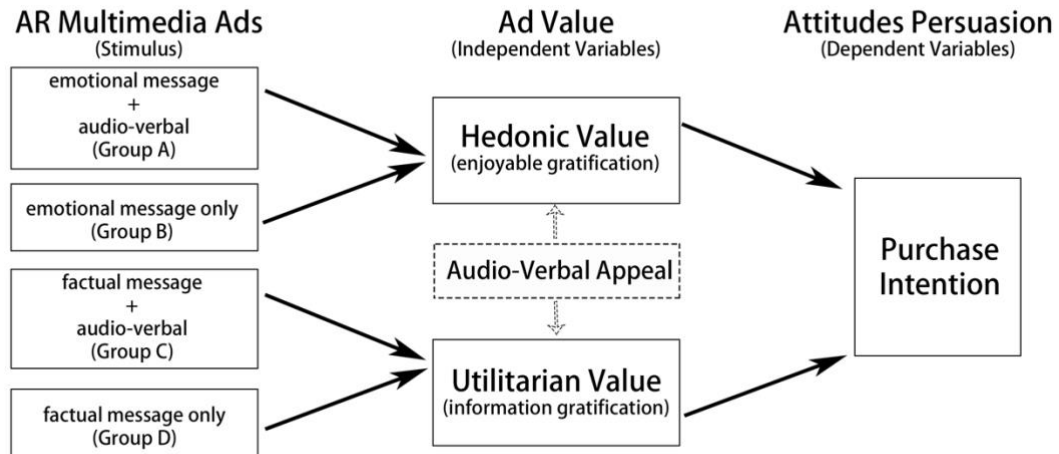 AR Multimedia Ads
(Stimulus)
emotional message
+
audio-verbal
(Group A)
emotional message only
(Group B)
factual message
+
audio-verbal
(Group C)
factual message only
(Group D)
Ad Value
(Independent Variables)
Hedonic Value
(enjoyable gratification)
Audio-Verbal Appeal
Utilitarian Value
(information gratification)
Attitudes Persuasion
(Dependent Variables)
Purchase
Intention